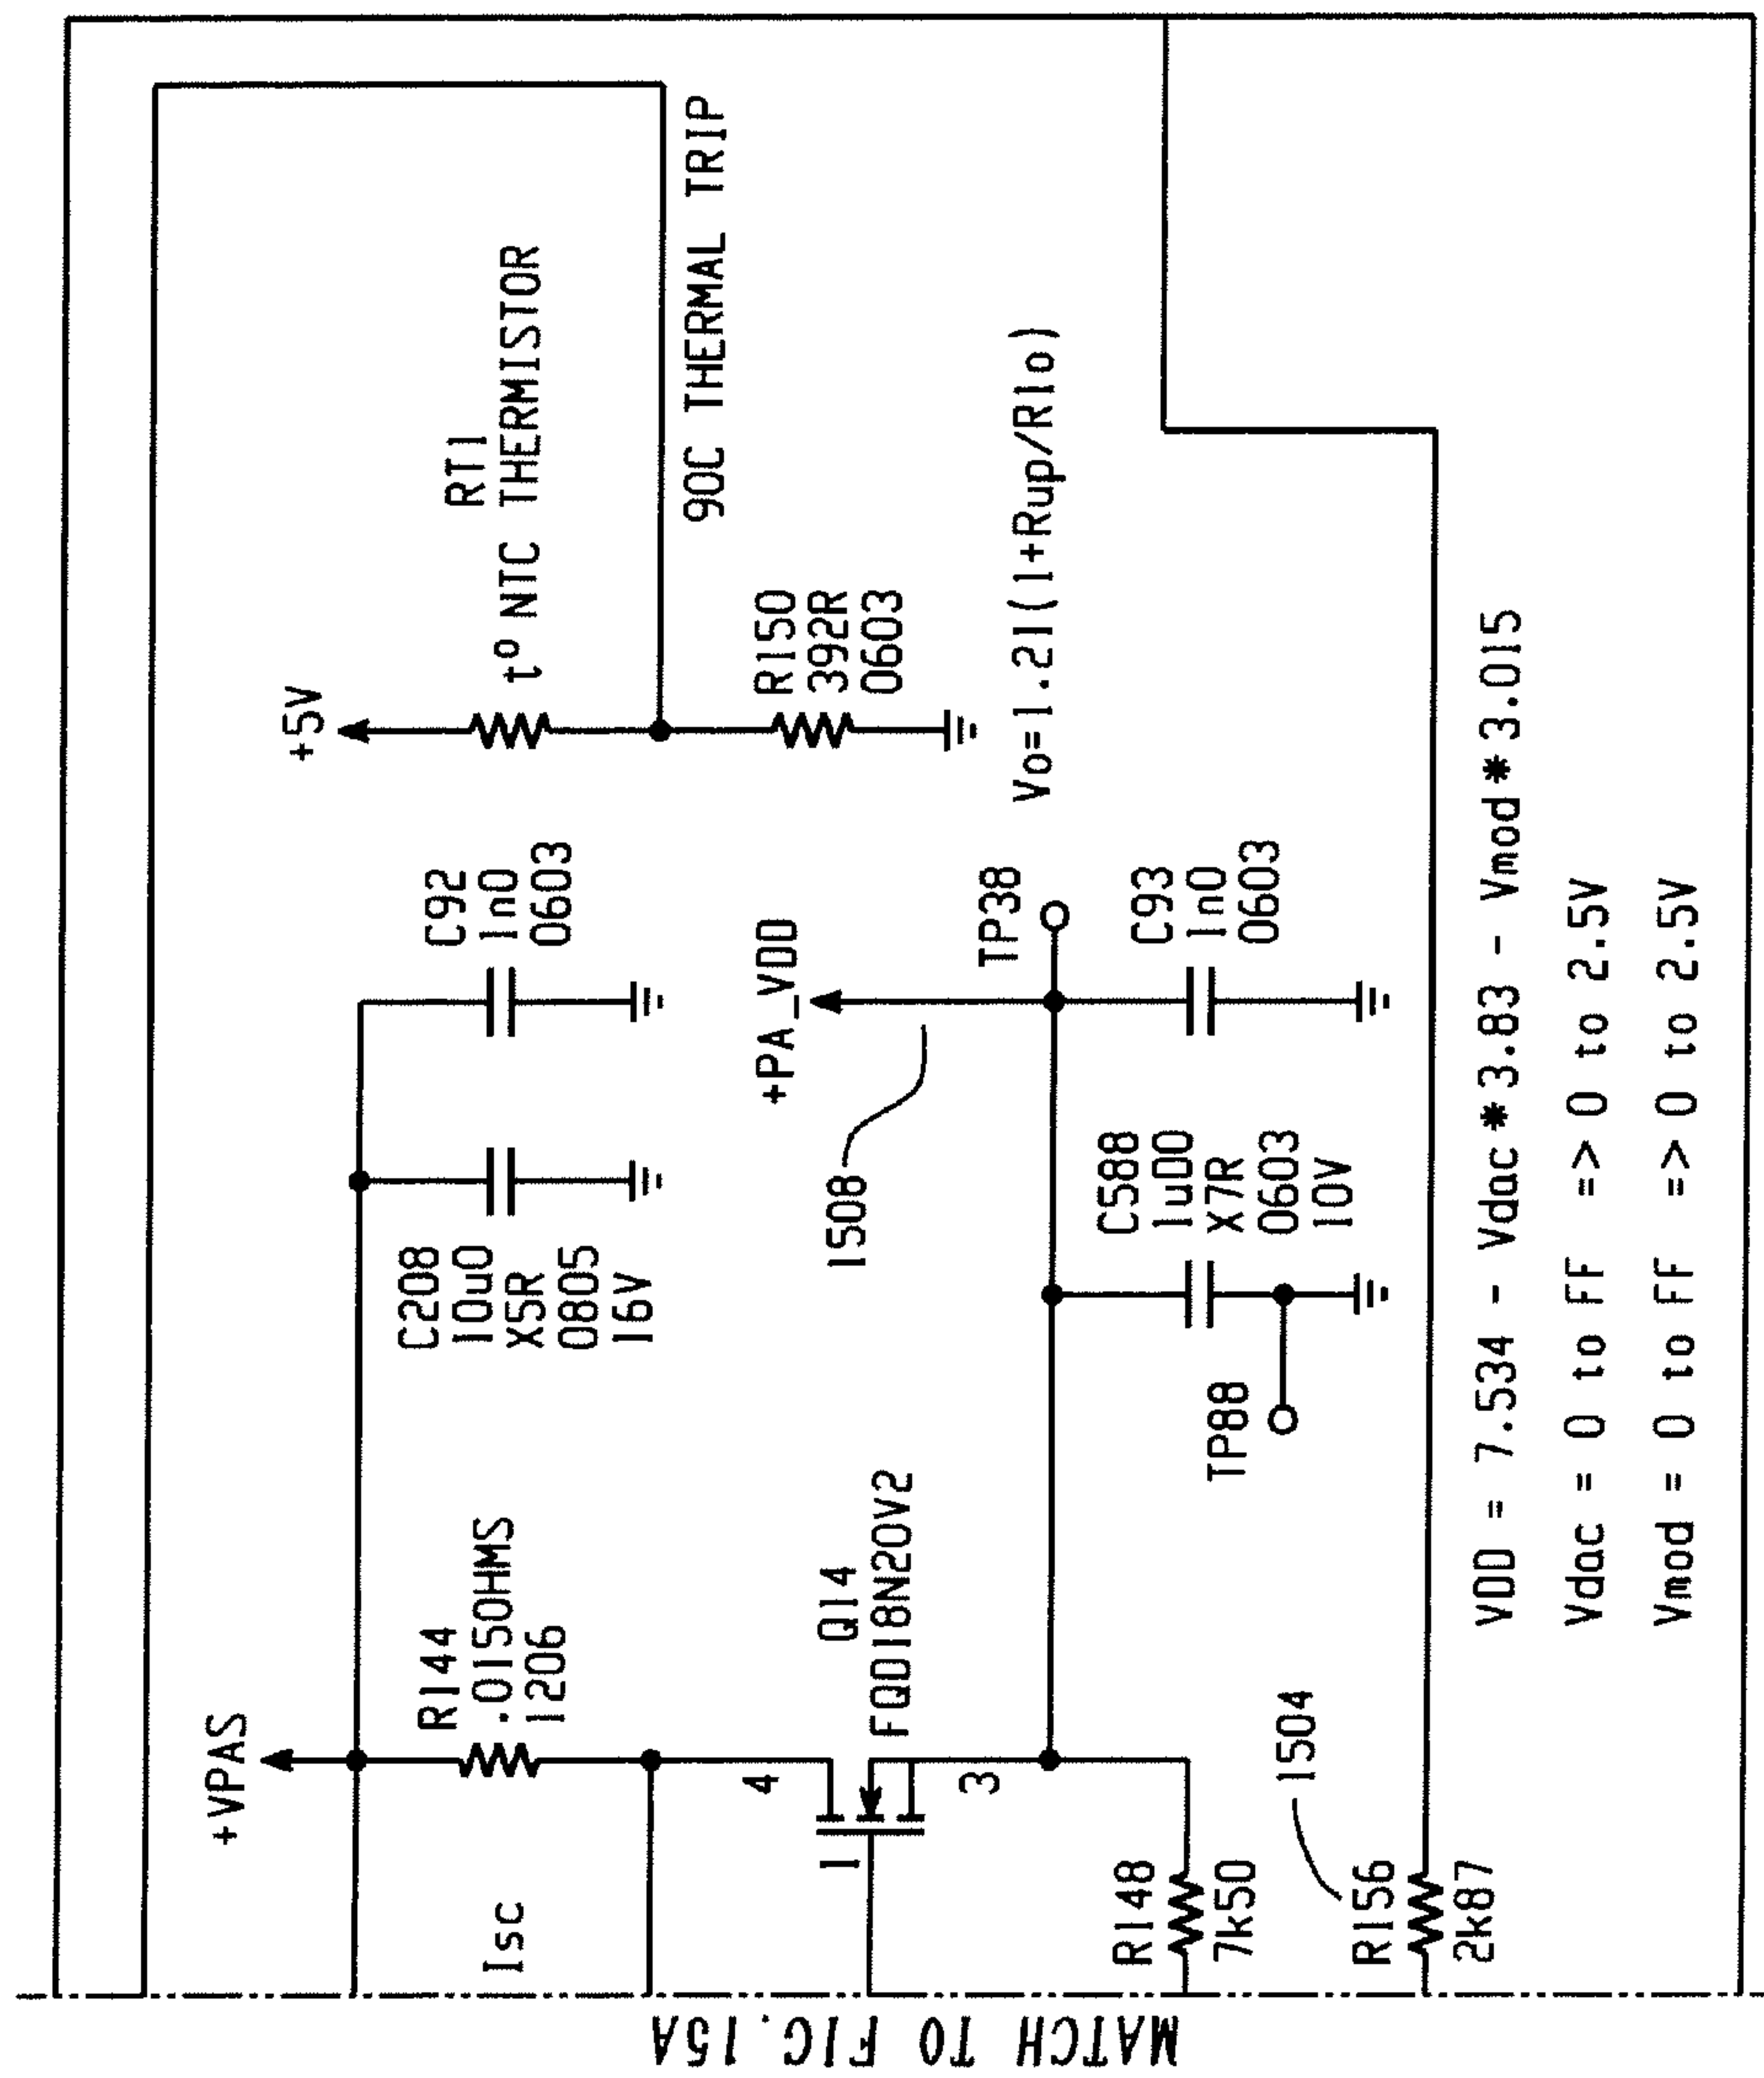 +VPAS
Isc
R144
.015OHMS
1206
C208
10u0
X5R
0805
16V
C92
1n0
0603
+5V
RT1
t° NTC THERMISTOR
90C THERMAL TRIP
R150
392R
0603
4
1
3
Q14
FQD18N20V2
+PA_VDD
1508
TP38
C588
1u00
X7R
0603
10V
C93
1n0
0603
TP88
Vo=1.21(1+Rup/Rlo)
R148
7k50
1504
R156
2k87
VDD = 7.534 - Vdac*3.83 - Vmod*3.015
Vdac = 0 to FF => 0 to 2.5V
Vmod = 0 to FF => 0 to 2.5V
MATCH TO FIG.15A